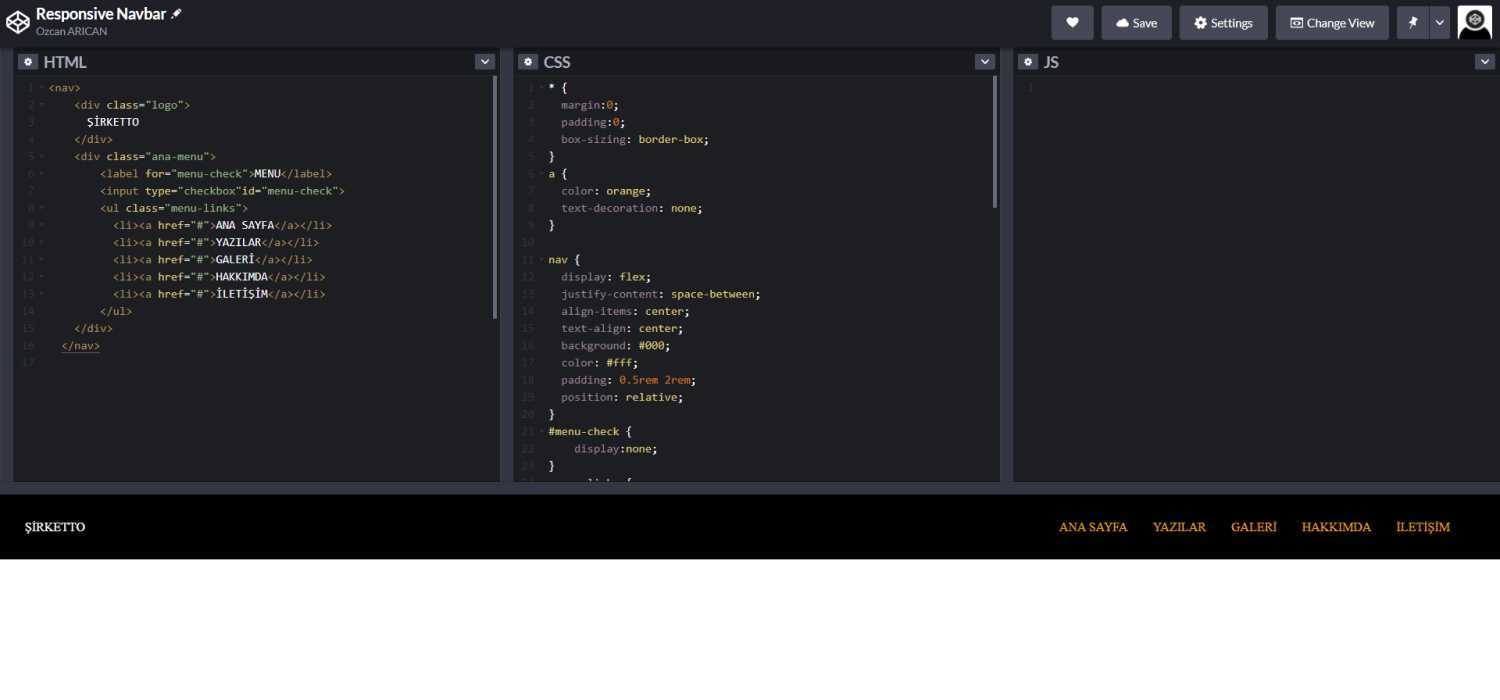 Responsive Navbar
Ozcan ARICAN
Save
Settings
Change View
HTML
1 <nav>
2 <div class="logo">
3 ŞİRKETTO
4 </div>
5 <div class="ana-menu">
6 <label for="menu-check">MENU</label>
7 <input type="checkbox"id="menu-check">
8 <ul class="menu-links">
9 <li><a href="#">ANA SAYFA</a></li>
10 <li><a href="#">YAZILAR</a></li>
11 <li><a href="#">GALERİ</a></li>
12 <li><a href="#">HAKKIMDA</a></li>
13 <li><a href="#">İLETİŞİM</a></li>
14 </ul>
15 </div>
16 </nav>
17
CSS
1 * {
2 margin:0;
3 padding:0;
4 box-sizing: border-box;
5 }
6 a {
7 color: orange;
8 text-decoration: none;
9 }
10
11 nav {
12 display: flex;
13 justify-content: space-between;
14 align-items: center;
15 text-align: center;
16 background: #000;
17 color: #fff;
18 padding: 0.5rem 2rem;
19 position: relative;
20 }
21 #menu-check {
22 display:none;
23 }
JS
1
ŞİRKETTO
ANA SAYFA YAZILAR GALERİ HAKKIMDA İLETİŞİM